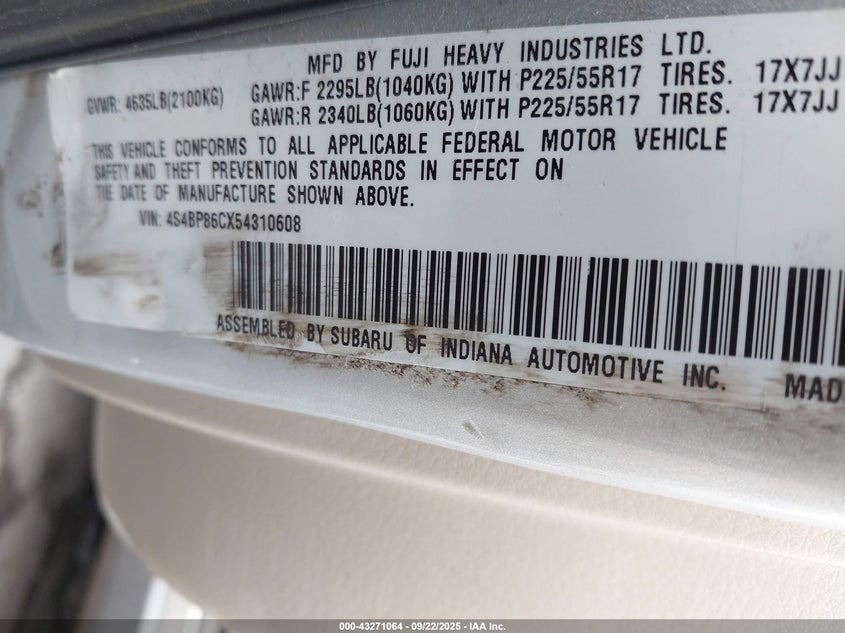 MFD BY FUJI HEAVY INDUSTRIES LTD.
GVWR: 4635LB(2100KG) GAWR:F 2295LB(1040KG) WITH P225/55R17 TIRES. 17X7JJ
GAWR:R 2340LB(1060KG) WITH P225/55R17 TIRES. 17X7JJ
THIS VEHICLE CONFORMS TO ALL APPLICABLE FEDERAL MOTOR VEHICLE
SAFETY AND THEFT PREVENTION STANDARDS IN EFFECT ON
THE DATE OF MANUFACTURE SHOWN ABOVE.
VIN: 4S4BP86CX54310608
ASSEMBLED BY SUBARU OF INDIANA AUTOMOTIVE INC. MAD
000-43271064 - 09/22/2025 - IAA Inc.